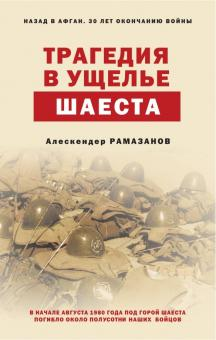 НАЗАД В АФГАН. 30 ЛЕТ ОКОНЧАНИЮ ВОЙНЫ
ТРАГЕДИЯ
В УЩЕЛЬЕ
ШАЕСТА
Алескендер РАМАЗАНОВ
В НАЧАЛЕ АВГУСТА 1980 ГОДА ПОД ГОРОЙ ШАЕСТА
ПОГИБЛО ОКОЛО ПОЛУСОТНИ НАШИХ БОЙЦОВ